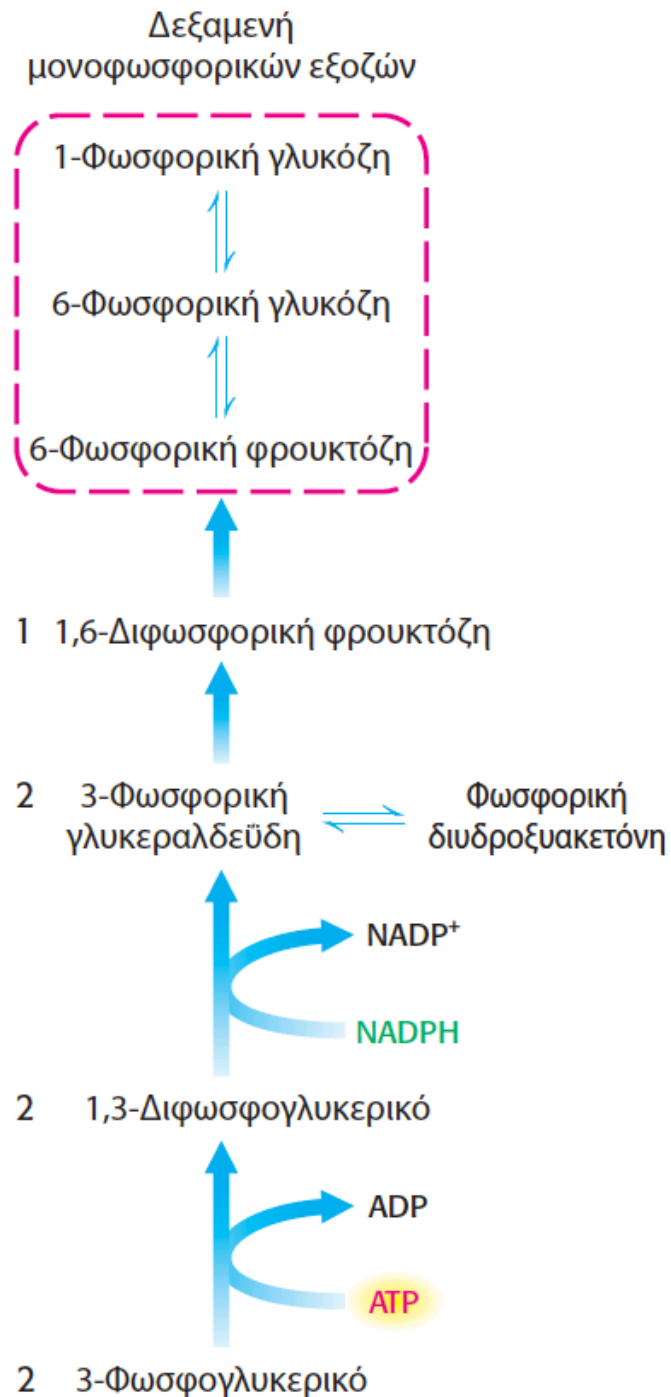 Δεξαμενή
μονοφωσφορικών εξοζών
1-Φωσφορική γλυκόζη
6-Φωσφορική γλυκόζη
6-Φωσφορική φρουκτόζη
1 1,6-Διφωσφορική φρουκτόζη
2 3-Φωσφορική
γλυκεραλδεΰδη
Φωσφορική
διυδροξυακετόνη
NADP⁺
NADPH
2 1,3-Διφωσφογλυκερικό
ADP
ATP
2 3-Φωσφογλυκερικό